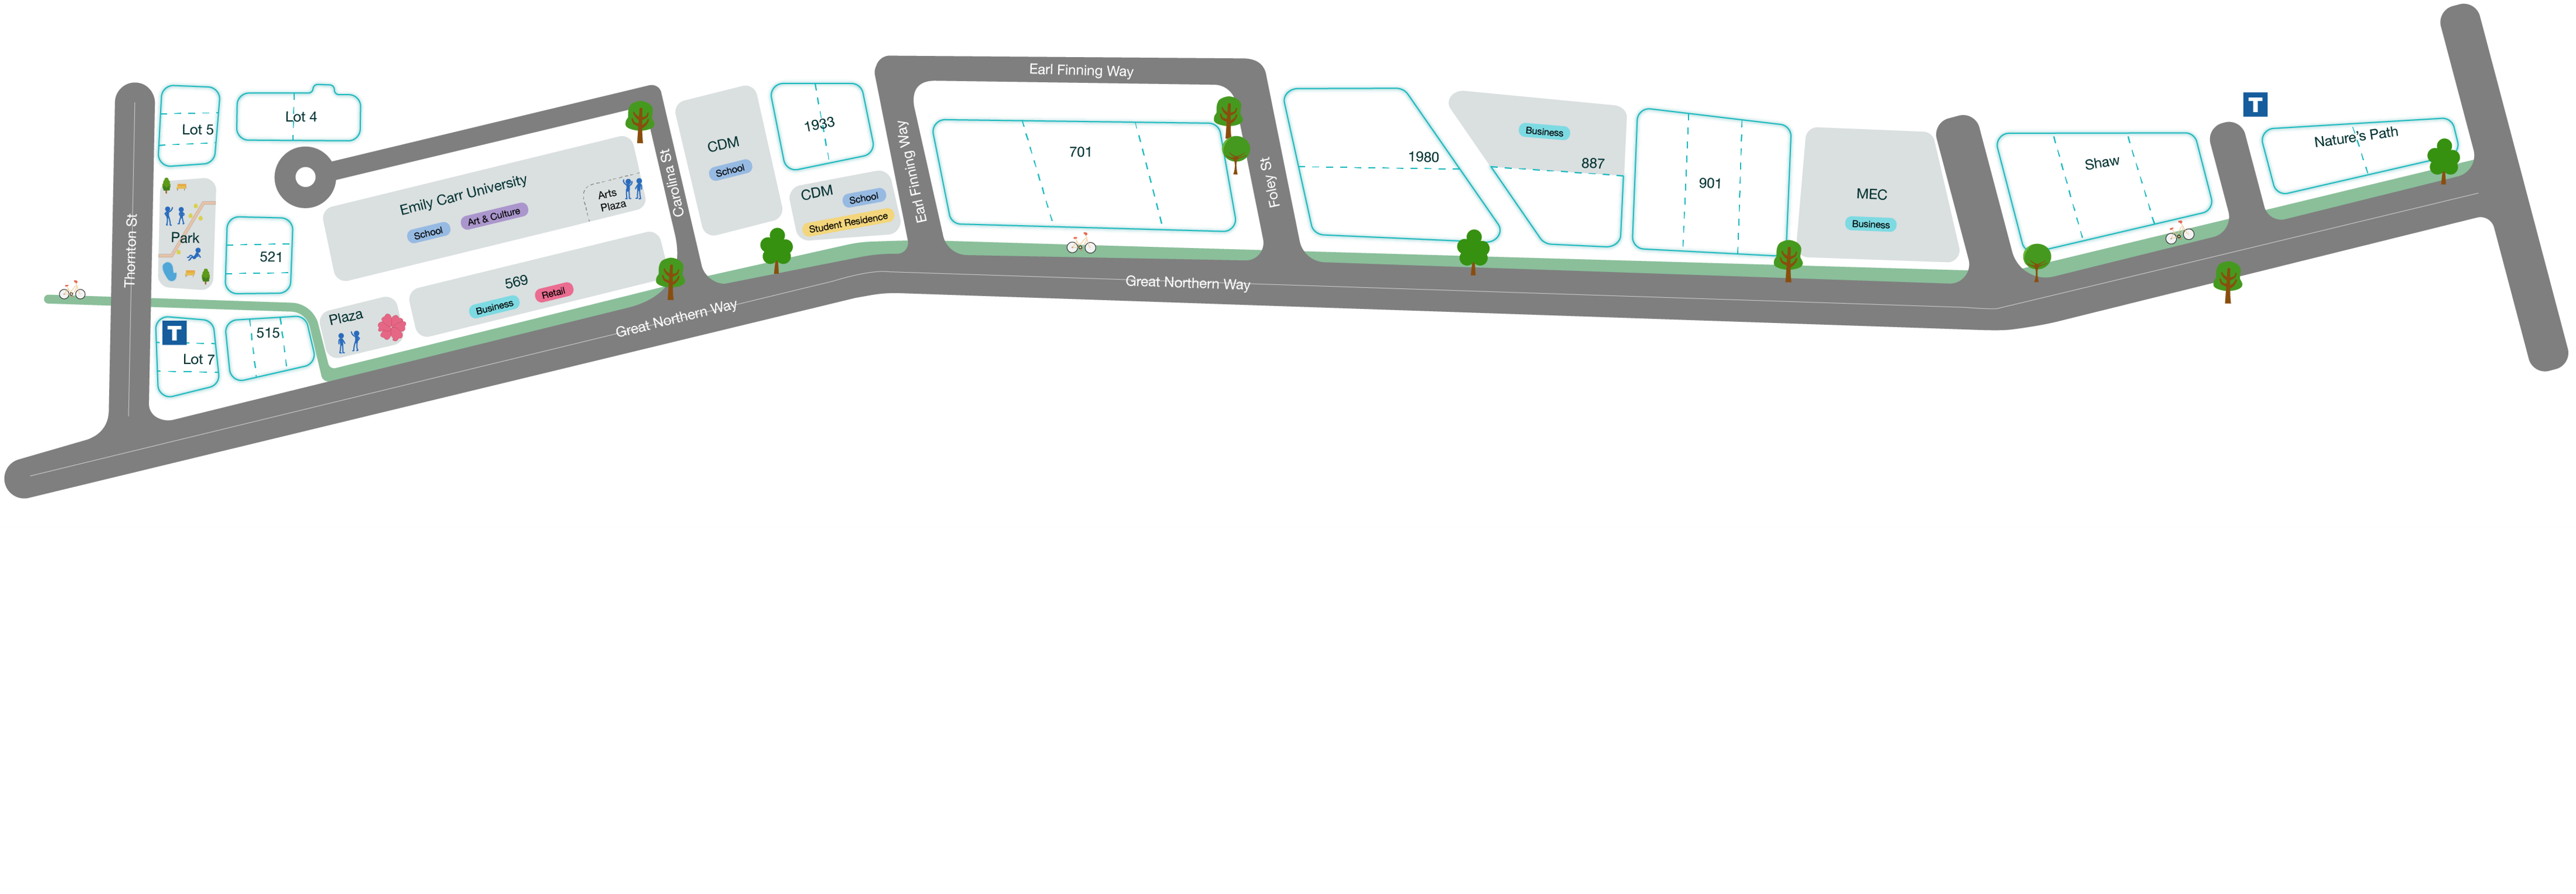 Thornton St
Lot 5
Lot 4
Park
521
T
Lot 7
515
Emily Carr University
School
Art & Culture
Arts
Plaza
Plaza
569
Business
Retail
Carolina St
Great Northern Way
CDM
School
1933
CDM
School
Student Residence
Earl Finning Way
Earl Finning Way
701
Foley St
Great Northern Way
1980
Business
887
901
MEC
Business
Shaw
T
Nature's Path